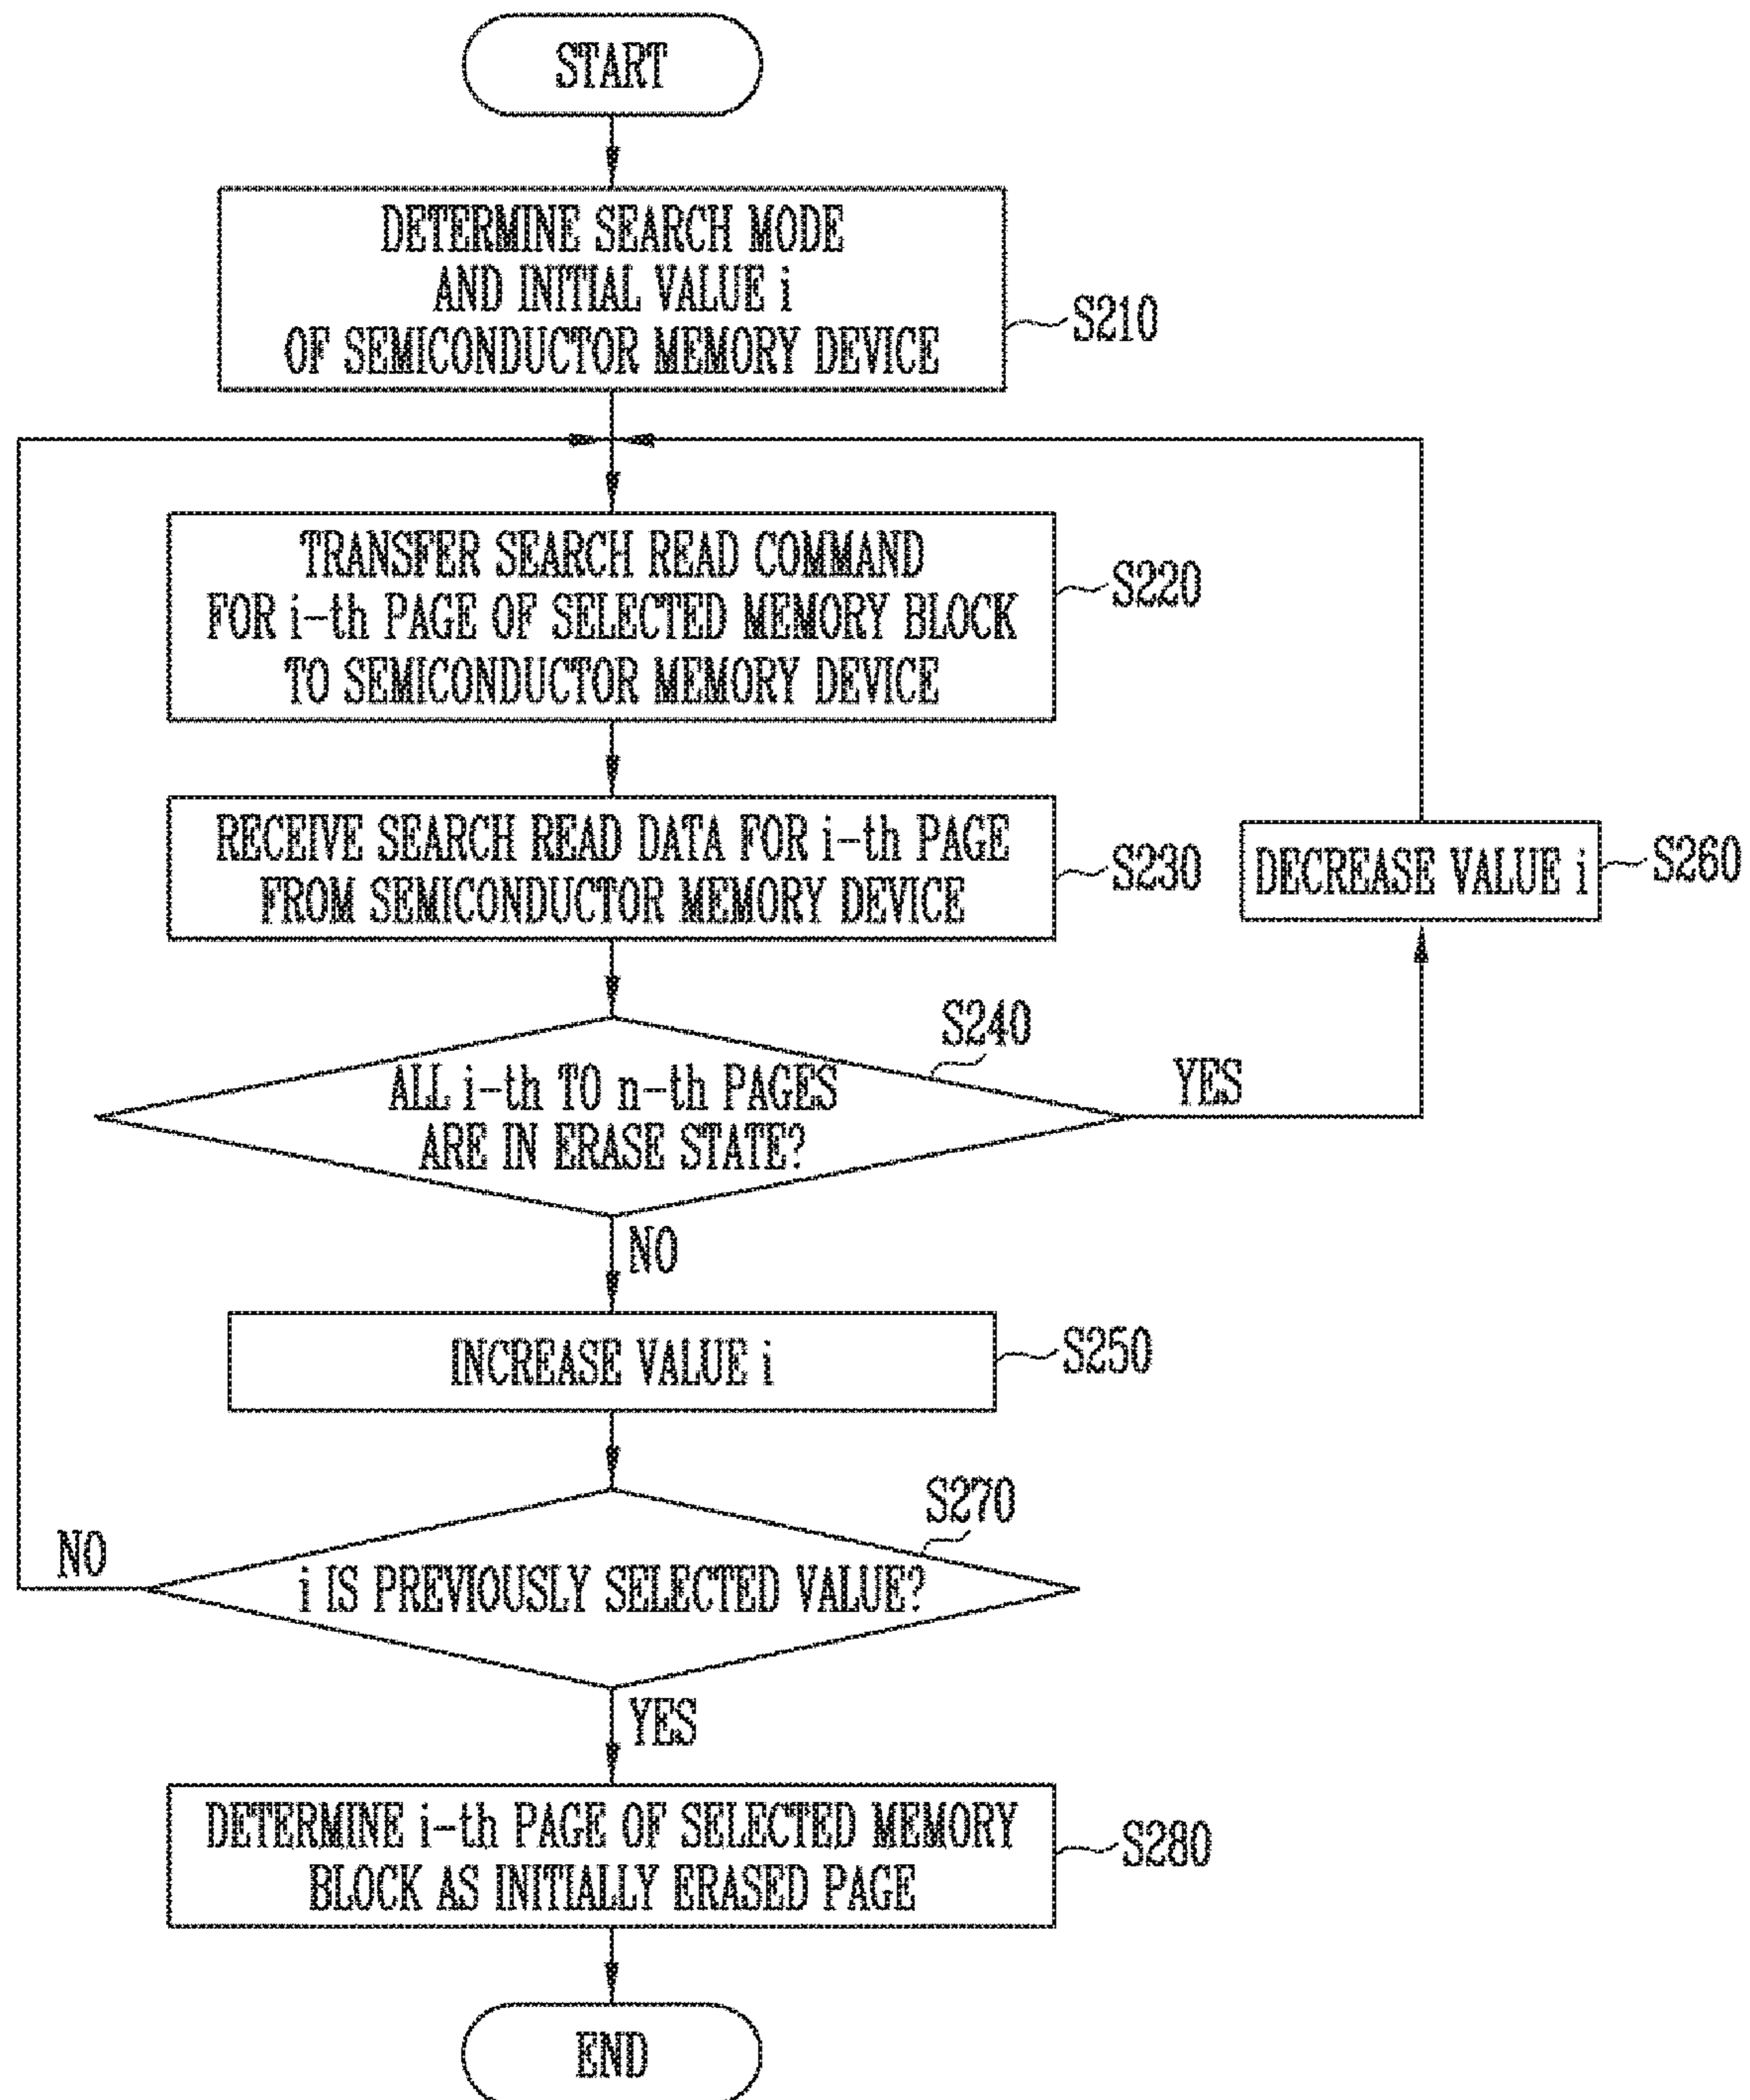 START
DETERMINE SEARCH MODE
AND INITIAL VALUE i
OF SEMICONDUCTOR MEMORY DEVICE
S210
TRANSFER SEARCH READ COMMAND
FOR i-th PAGE OF SELECTED MEMORY BLOCK
TO SEMICONDUCTOR MEMORY DEVICE
S220
RECEIVE SEARCH READ DATA FOR i-th PAGE
FROM SEMICONDUCTOR MEMORY DEVICE
S230
DECREASE VALUE i
S260
S240
ALL i-th TO n-th PAGES
ARE IN ERASE STATE?
YES
NO
INCREASE VALUE i
S250
S270
i IS PREVIOUSLY SELECTED VALUE?
NO
YES
DETERMINE i-th PAGE OF SELECTED MEMORY
BLOCK AS INITIALLY ERASED PAGE
S280
END